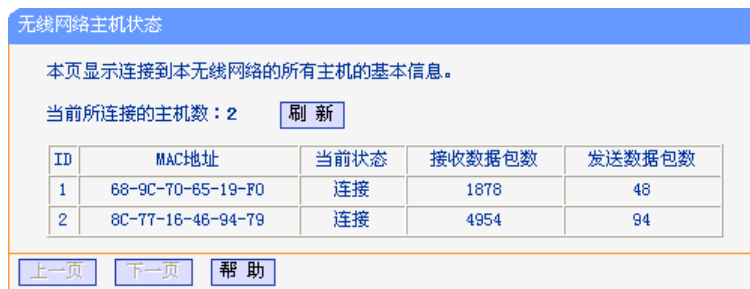 无线网络主机状态
本页显示连接到本无线网络的所有主机的基本信息。
当前所连接的主机数：2 刷 新
ID MAC地址 当前状态 接收数据包数 发送数据包数
1 68-9C-70-65-19-F0 连接 1878 48
2 8C-77-16-46-94-79 连接 4954 94
上一页 下一页 帮 助